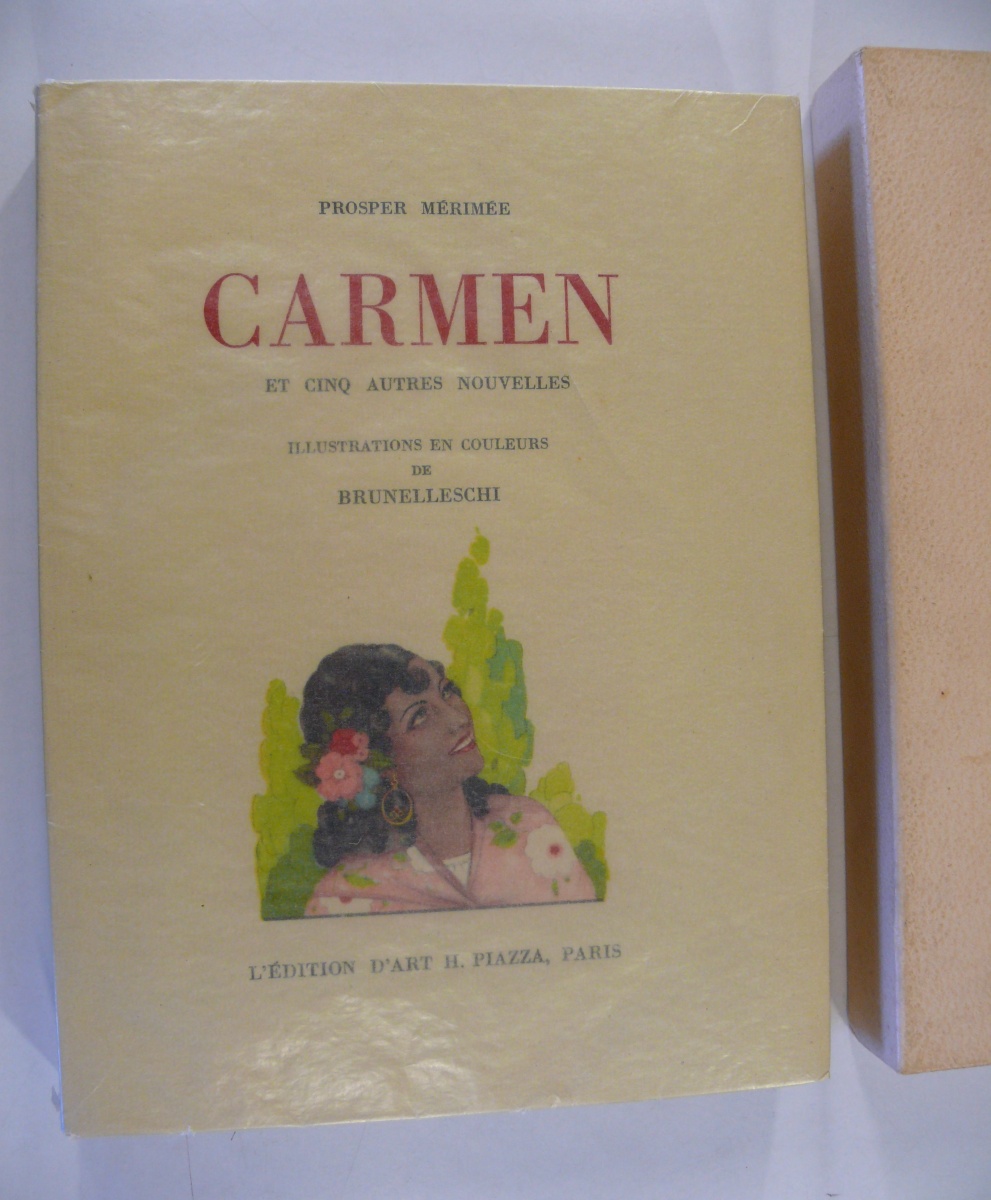 PROSPER MÉRIMÉE
CARMEN
ET CINQ AUTRES NOUVELLES
ILLUSTRATIONS EN COULEURS
DE
BRUNELLESCHI
L'ÉDITION D'ART H. PIAZZA, PARIS